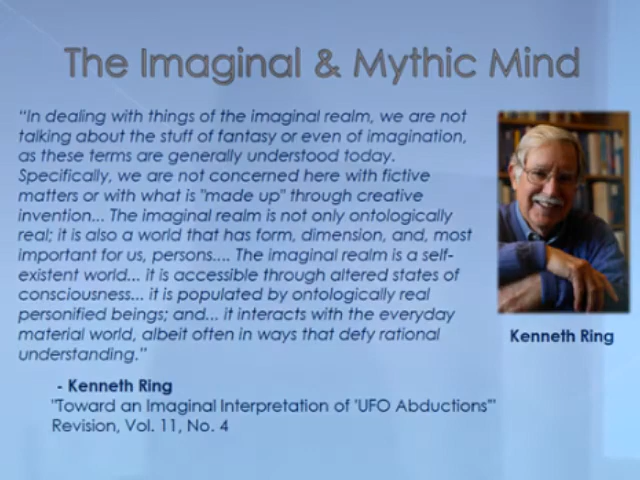 The Imaginal & Mythic Mind
“In dealing with things of the imaginal realm, we are not
talking about the stuff of fantasy or even of imagination,
as these terms are generally understood today.
Specifically, we are not concerned here with fictive
matters or with what is "made up" through creative
invention... The imaginal realm is not only ontologically
real; it is also a world that has form, dimension, and, most
important for us, persons.... The imaginal realm is a self-
existent world... it is accessible through altered states of
consciousness... it is populated by ontologically real
personified beings; and... it interacts with the everyday
material world, albeit often in ways that defy rational
understanding.”
Kenneth Ring
- Kenneth Ring
"Toward an Imaginal Interpretation of 'UFO Abductions'"
Revision, Vol. 11, No. 4